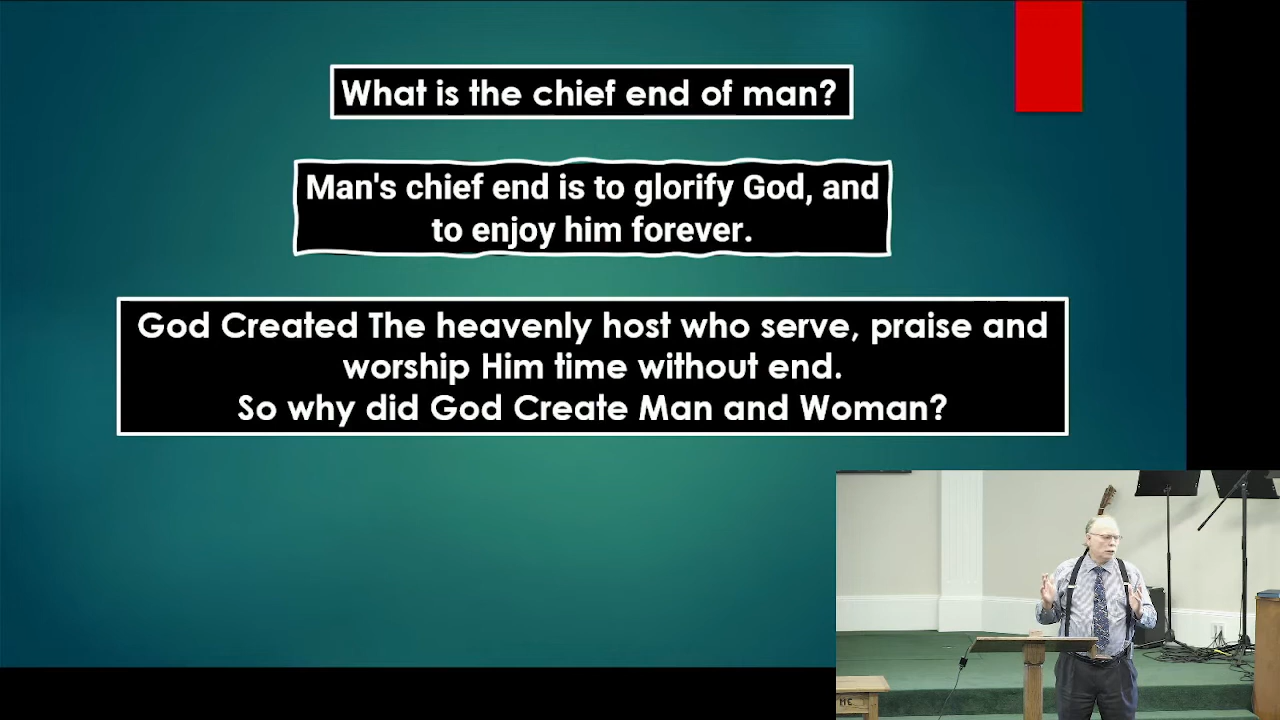 What is the chief end of man?
Man's chief end is to glorify God, and
to enjoy him forever.
God Created The heavenly host who serve, praise and
worship Him time without end.
So why did God Create Man and Woman?
HC